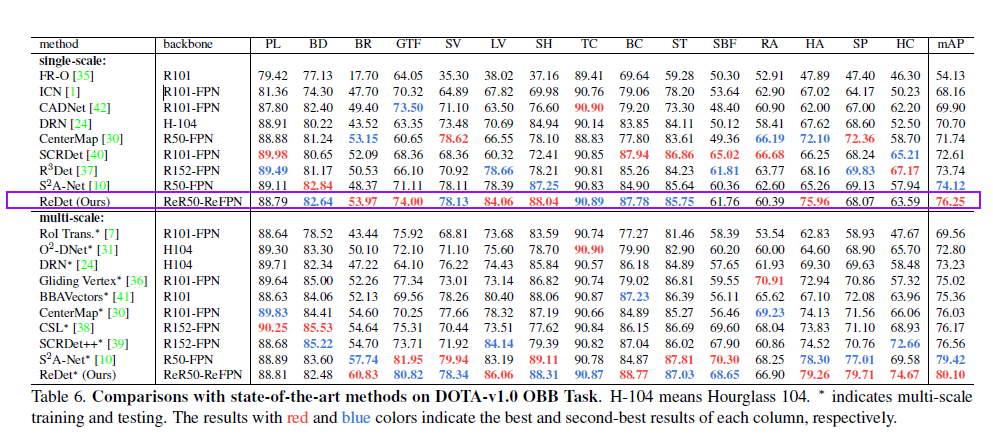 method backbone PL BD BR GTF SV LV SH TC BC ST SBF RA HA SP HC mAP
single-scale:
FR-O [35] R101 79.42 77.13 17.70 64.05 35.30 38.02 37.16 89.41 69.64 59.28 50.30 52.91 47.89 47.40 46.30 54.13
ICN [1] R101-FPN 81.36 74.30 47.70 70.32 64.89 67.82 69.98 90.76 79.06 78.20 53.64 62.90 67.02 64.17 50.23 68.16
CADNet [42] R101-FPN 87.80 82.40 49.40 73.50 71.10 63.50 76.60 90.90 79.20 73.30 48.40 60.90 62.00 67.00 62.20 69.90
DRN [24] H-104 88.91 80.22 43.52 63.35 73.48 70.69 84.94 90.14 83.85 84.11 50.12 58.41 67.62 68.60 52.50 70.70
CenterMap [30] R50-FPN 88.88 81.24 53.15 60.65 78.62 66.55 78.10 88.83 77.80 83.61 49.36 66.19 72.10 72.36 58.70 71.74
SCRDet [40] R101-FPN 89.98 80.65 52.09 68.36 68.36 60.32 72.41 90.85 87.94 86.86 65.02 66.68 66.25 68.24 65.21 72.61
R³Det [37] R152-FPN 89.49 81.17 50.53 66.10 70.92 78.66 78.21 90.81 85.26 84.23 61.81 63.77 68.16 69.83 67.17 73.74
S²A-Net [10] R50-FPN 89.11 82.84 48.37 71.11 78.11 78.39 87.25 90.83 84.90 85.64 60.36 62.60 65.26 69.13 57.94 74.12
ReDet (Ours) ReR50-ReFPN 88.79 82.64 53.97 74.00 78.13 84.06 88.04 90.89 87.78 85.75 61.76 60.39 75.96 68.07 63.59 76.25
multi-scale:
RoI Trans.* [7] R101-FPN 88.64 78.52 43.44 75.92 68.81 73.68 83.59 90.74 77.27 81.46 58.39 53.54 62.83 58.93 47.67 69.56
O²-DNet* [31] H104 89.30 83.30 50.10 72.10 71.10 75.60 78.70 90.90 79.90 82.90 60.20 60.00 64.60 68.90 65.70 72.80
DRN* [24] H104 89.71 82.34 47.22 64.10 76.22 74.43 85.84 90.57 86.18 84.89 57.65 61.93 69.30 69.63 58.48 73.23
Gliding Vertex* [36] R101-FPN 89.64 85.00 52.26 77.34 73.01 73.14 86.82 90.74 79.02 86.81 59.55 70.91 72.94 70.86 57.32 75.02
BBAVectors* [41] R101 88.63 84.06 52.13 69.56 78.26 80.40 88.06 90.87 87.23 86.39 56.11 65.62 67.10 72.08 63.96 75.36
CenterMap* [30] R101-FPN 89.83 84.41 54.60 70.25 77.66 78.32 87.19 90.66 84.89 85.27 56.46 69.23 74.13 71.56 66.06 76.03
CSL* [38] R152-FPN 90.25 85.53 54.64 75.31 70.44 73.51 77.62 90.84 86.15 86.69 69.60 68.04 73.83 71.10 68.93 76.17
SCRDet++* [39] R152-FPN 88.68 85.22 54.70 73.71 71.92 84.14 79.39 90.82 87.04 86.02 67.90 60.86 74.52 70.76 72.66 76.56
S²A-Net* [10] R50-FPN 88.89 83.60 57.74 81.95 79.94 83.19 89.11 90.78 84.87 87.81 70.30 68.25 78.30 77.01 69.58 79.42
ReDet* (Ours) ReR50-ReFPN 88.81 82.48 60.83 80.82 78.34 86.06 88.31 90.87 88.77 87.03 68.65 66.90 79.26 79.71 74.67 80.10
Table 6. Comparisons with state-of-the-art methods on DOTA-v1.0 OBB Task. H-104 means Hourglass 104. * indicates multi-scale
training and testing. The results with red and blue colors indicate the best and second-best results of each column, respectively.